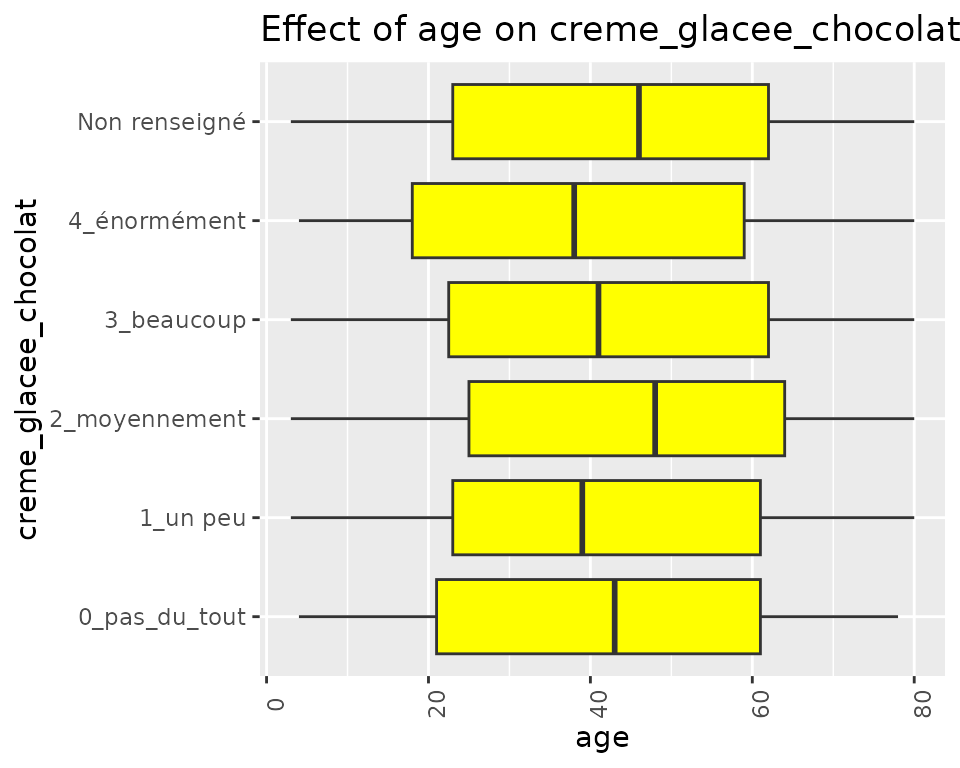 Effect of age on creme_glacee_chocolat
creme_glacee_chocolat
Non renseigné
4_énormément
3_beaucoup
2_moyennement
1_un peu
0_pas_du_tout
0
20
40
60
80
age